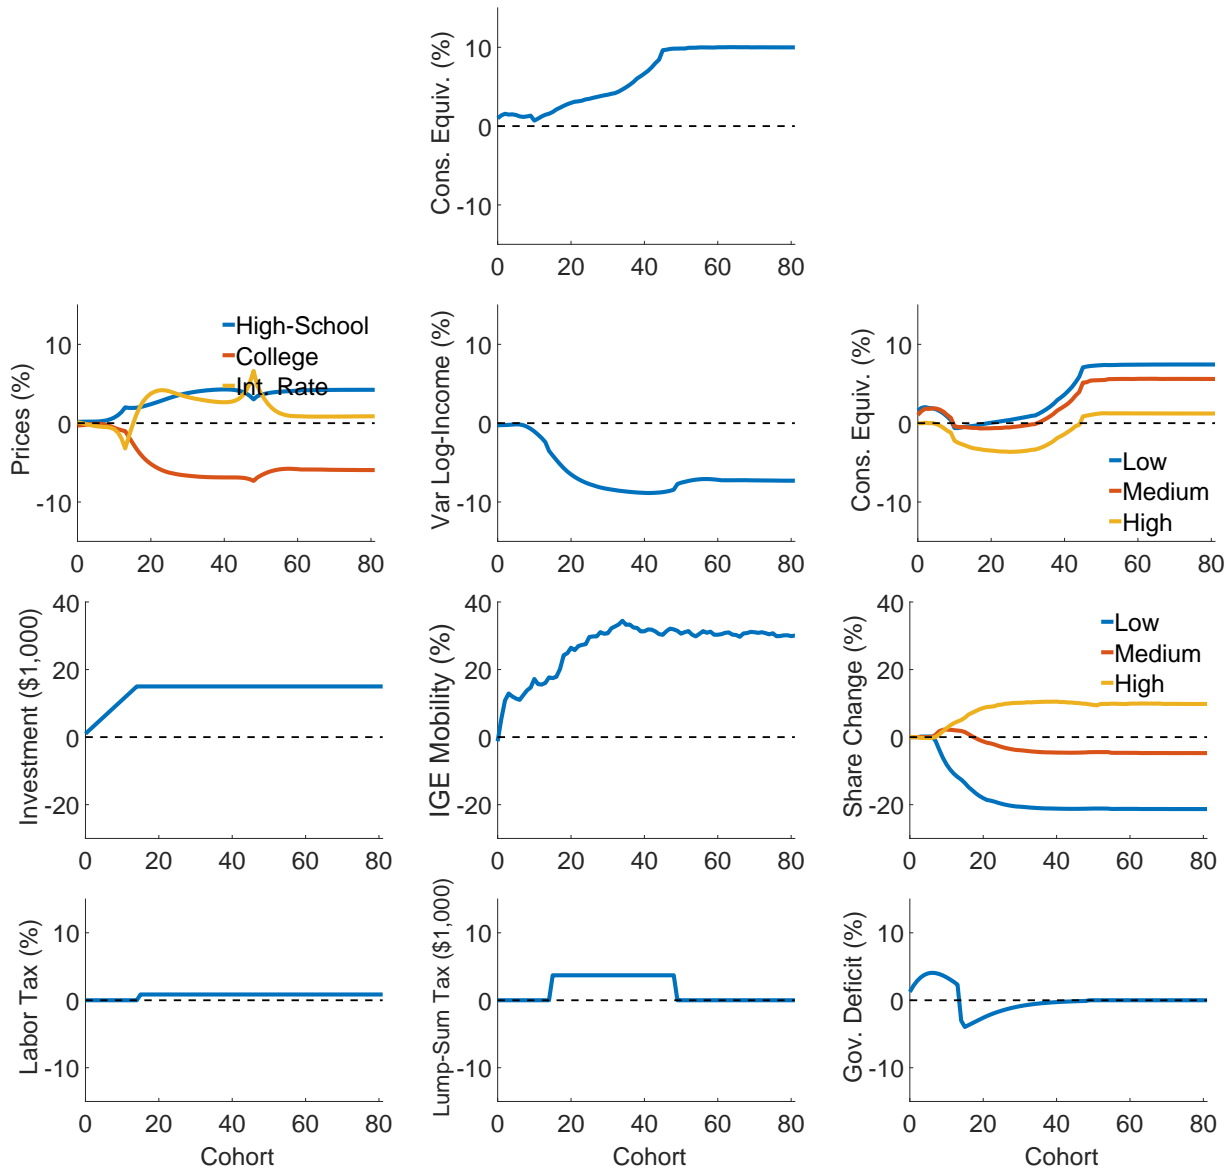 Cons. Equiv. (%)
10
0
-10
0 20 40 60 80
Prices (%)
10
0
-10
High-School
College
Int. Rate
0 20 40 60 80
Var Log-Income (%)
10
0
-10
0 20 40 60 80
Cons. Equiv. (%)
10
0
-10
Low
Medium
High
0 20 40 60 80
Investment ($1,000)
40
20
0
-20
0 20 40 60 80
IGE Mobility (%)
40
20
0
-20
0 20 40 60 80
Share Change (%)
40
20
0
-20
Low
Medium
High
0 20 40 60 80
Labor Tax (%)
10
0
-10
0 20 40 60 80
Cohort
Lump-Sum Tax ($1,000)
10
0
-10
0 20 40 60 80
Cohort
Gov. Deficit (%)
10
0
-10
0 20 40 60 80
Cohort